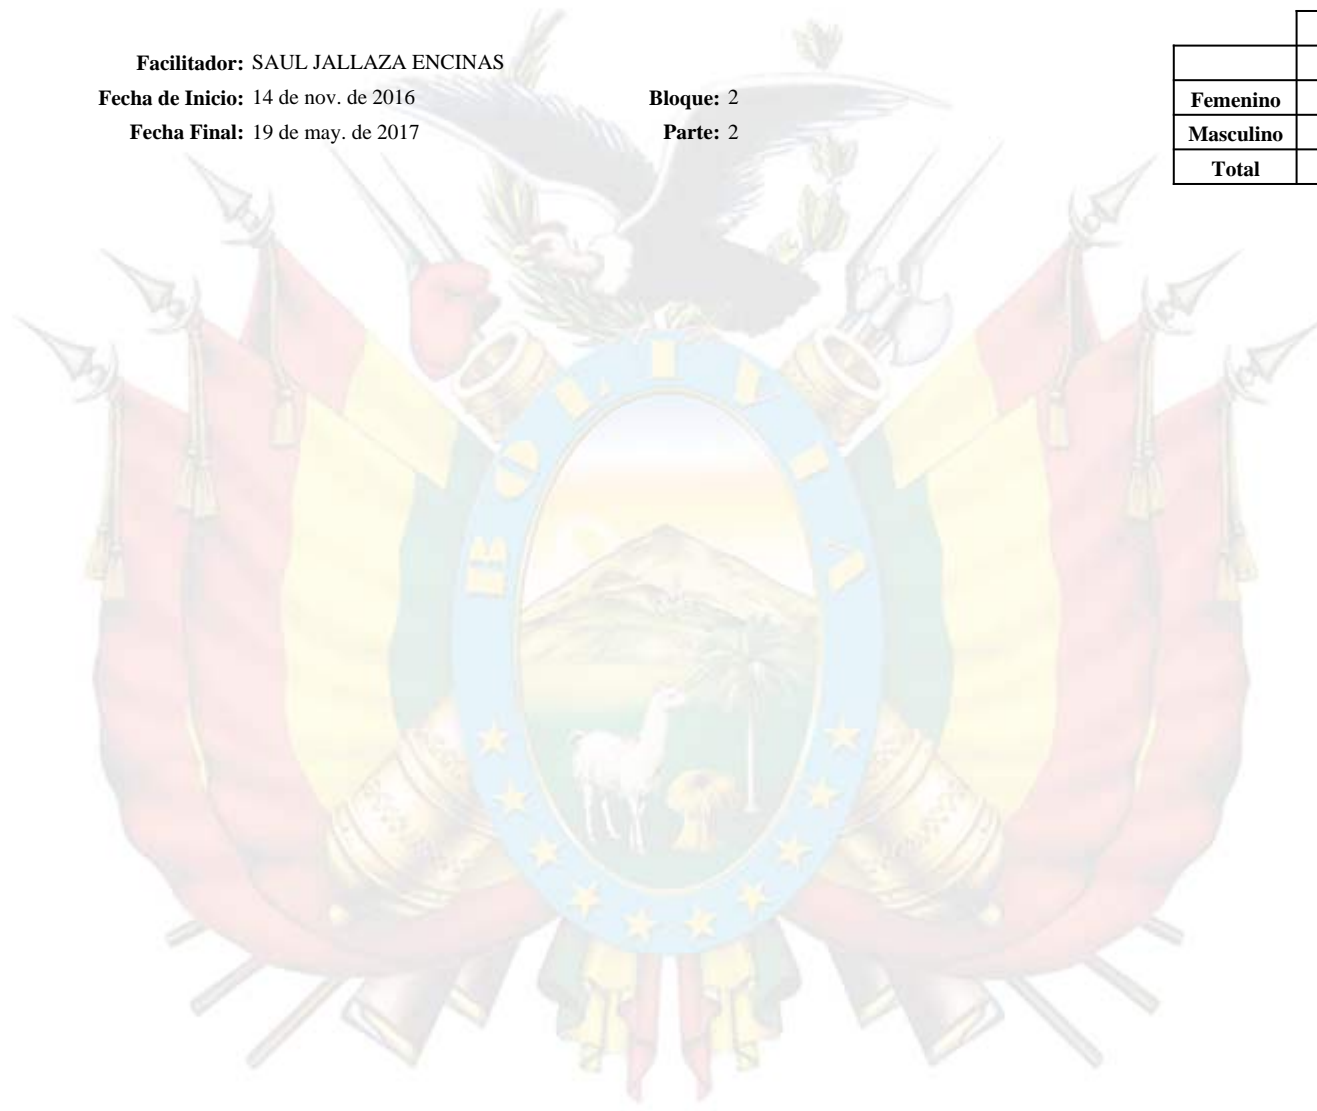 Facilitador: SAUL JALLAZA ENCINAS
Fecha de Inicio: 14 de nov. de 2016 Bloque: 2
Fecha Final: 19 de may. de 2017 Parte: 2
Femenino
Masculino
Total
BOLIVIA